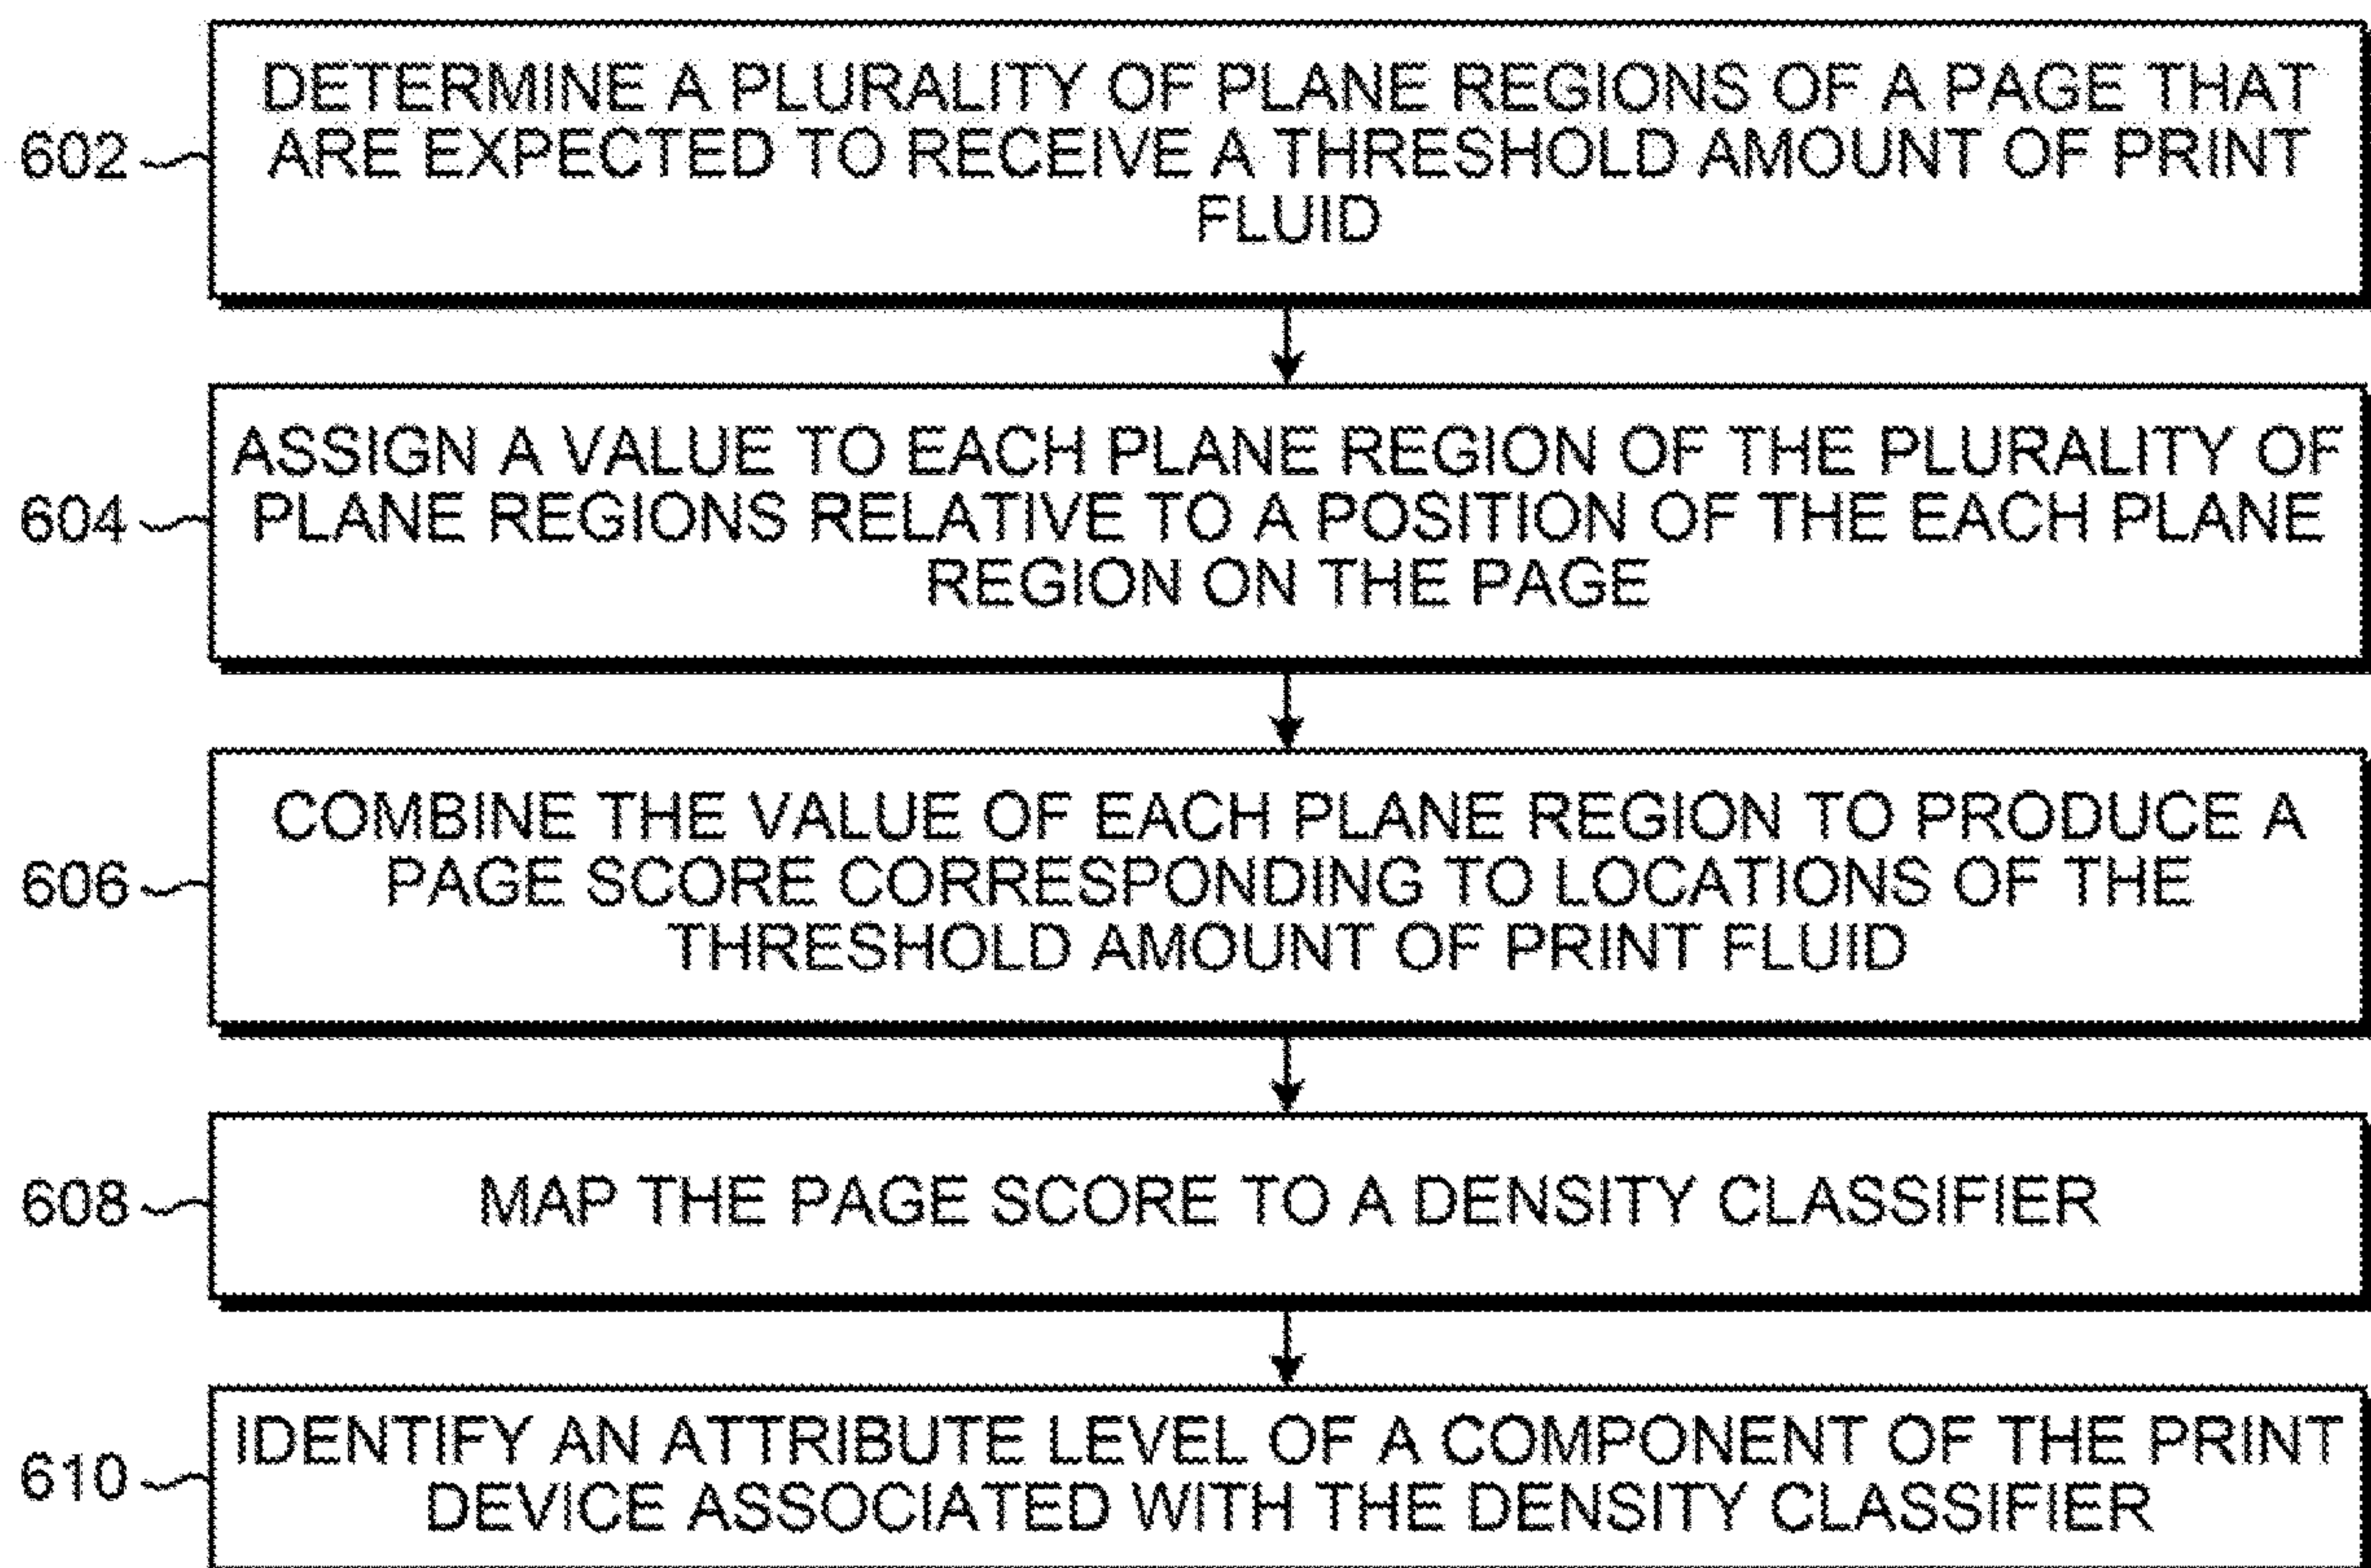 DETERMINE A PLURALITY OF PLANE REGIONS OF A PAGE THAT
602 ARE EXPECTED TO RECEIVE A THRESHOLD AMOUNT OF PRINT
FLUID
ASSIGN A VALUE TO EACH PLANE REGION OF THE PLURALITY OF
604 PLANE REGIONS RELATIVE TO A POSITION OF THE EACH PLANE
REGION ON THE PAGE
COMBINE THE VALUE OF EACH PLANE REGION TO PRODUCE A
606 PAGE SCORE CORRESPONDING TO LOCATIONS OF THE
THRESHOLD AMOUNT OF PRINT FLUID
608 MAP THE PAGE SCORE TO A DENSITY CLASSIFIER
IDENTIFY AN ATTRIBUTE LEVEL OF A COMPONENT OF THE PRINT
610 DEVICE ASSOCIATED WITH THE DENSITY CLASSIFIER